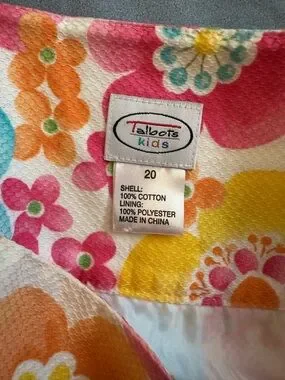 Talbots
kids
20
SHELL:
100% COTTON
LINING:
100% POLYESTER
MADE IN CHINA